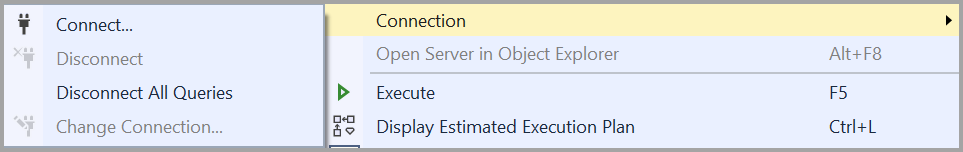 Connect...
Disconnect
Disconnect All Queries
Change Connection...
Connection
Open Server in Object Explorer Alt+F8
Execute F5
Display Estimated Execution Plan Ctrl+L